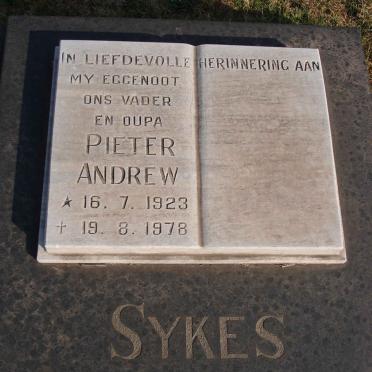 IN LIEFDEVOLLE HERINNERING AAN
MY EGGENOOT
ONS VADER
EN OUPA
PIETER
ANDREW
* 16. 7. 1923
† 19. 8. 1978
SYKES